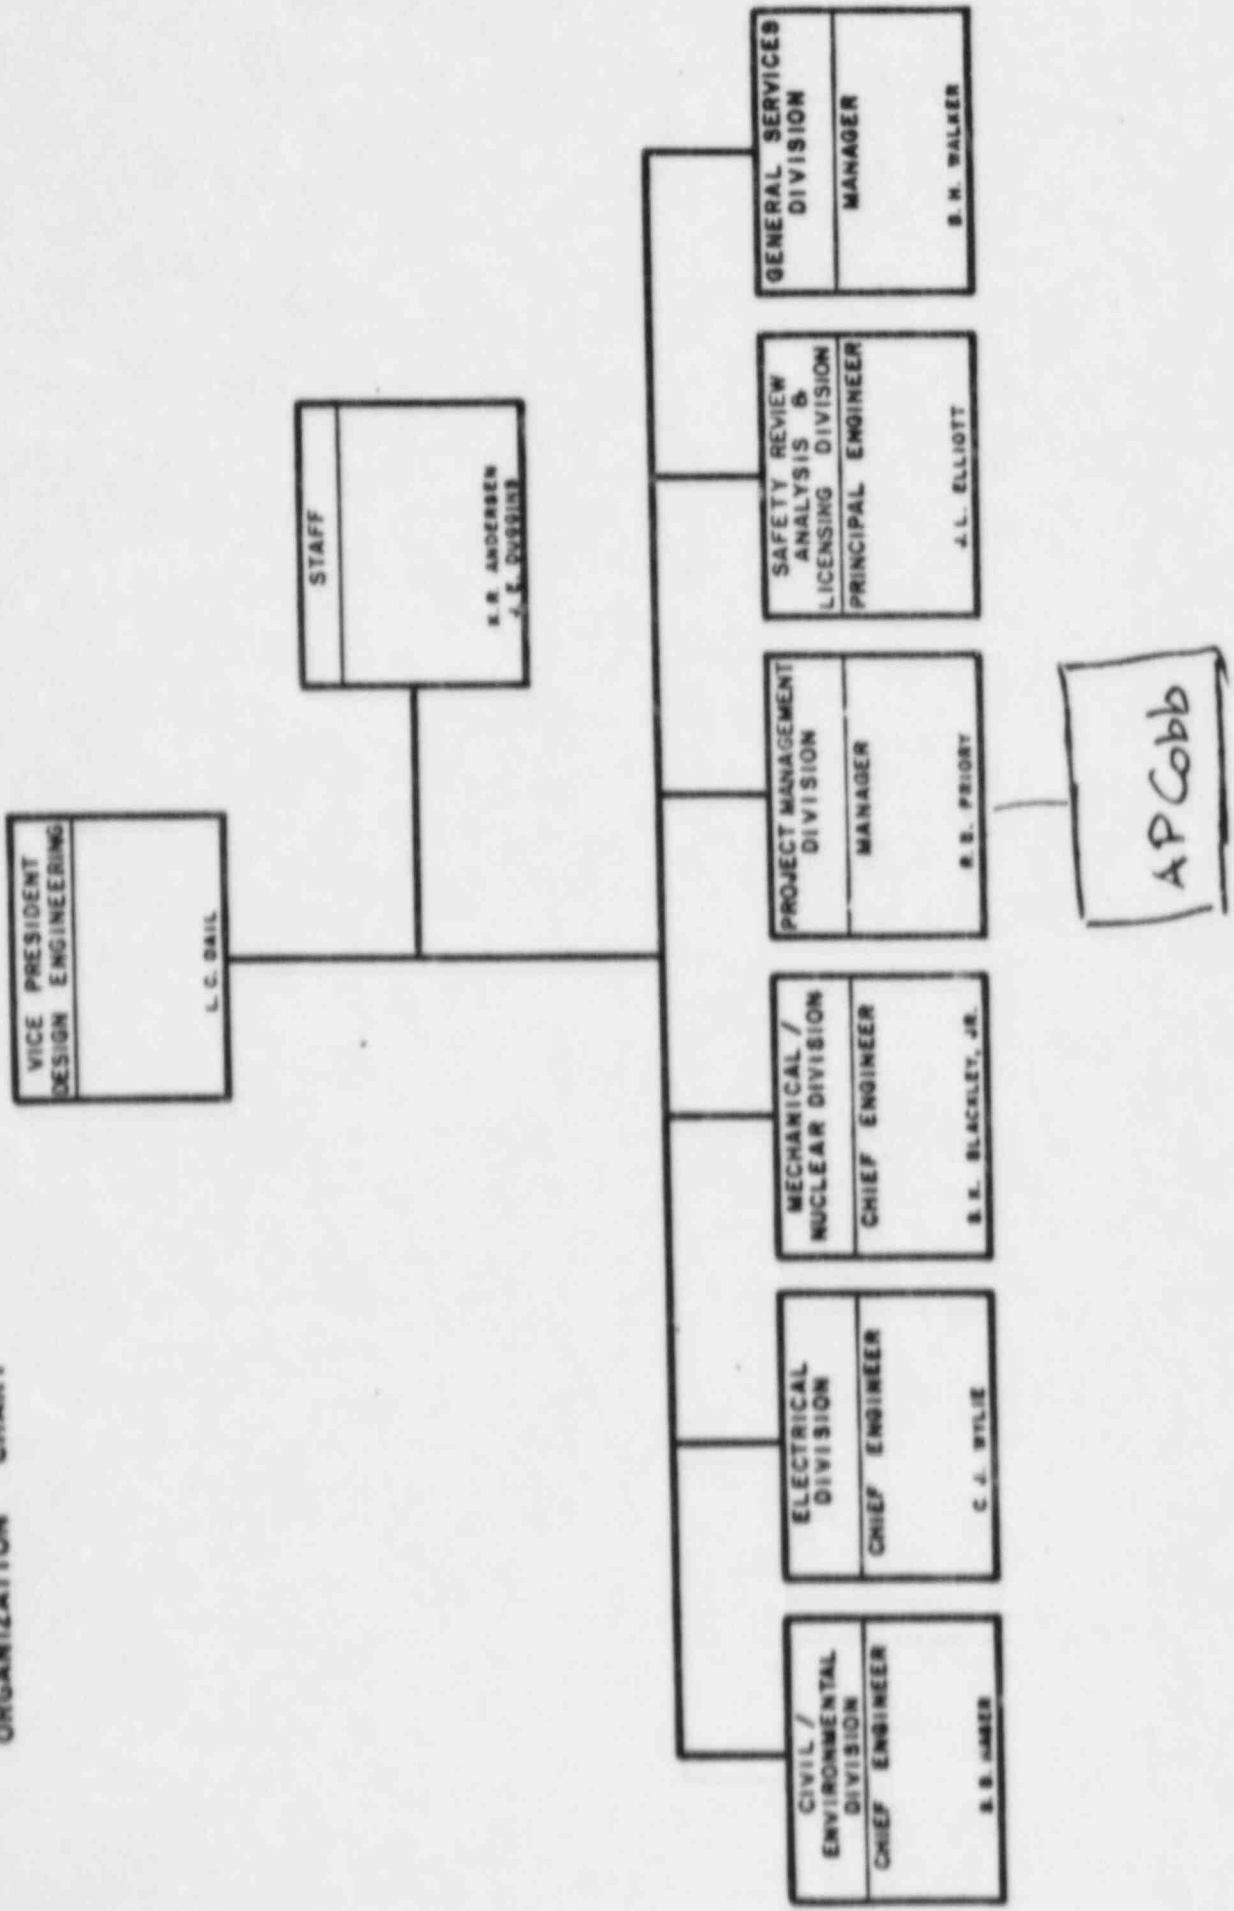 ORGANIZATION CHART
VICE PRESIDENT
DESIGN ENGINEERING
L. C. DAIL
STAFF
K. R. ANDERSEN
J. E. DUGGINS
CIVIL /
ENVIRONMENTAL
DIVISION
CHIEF ENGINEER
ELECTRICAL
DIVISION
CHIEF ENGINEER
C. J. WYLIE
MECHANICAL /
NUCLEAR DIVISION
CHIEF ENGINEER
S. K. BLACKLEY, JR.
PROJECT MANAGEMENT
DIVISION
MANAGER
R. B. PRIORY
SAFETY REVIEW
ANALYSIS &
LICENSING DIVISION
PRINCIPAL ENGINEER
J. L. ELLIOTT
GENERAL SERVICES
DIVISION
MANAGER
WALKER
AP Cobb